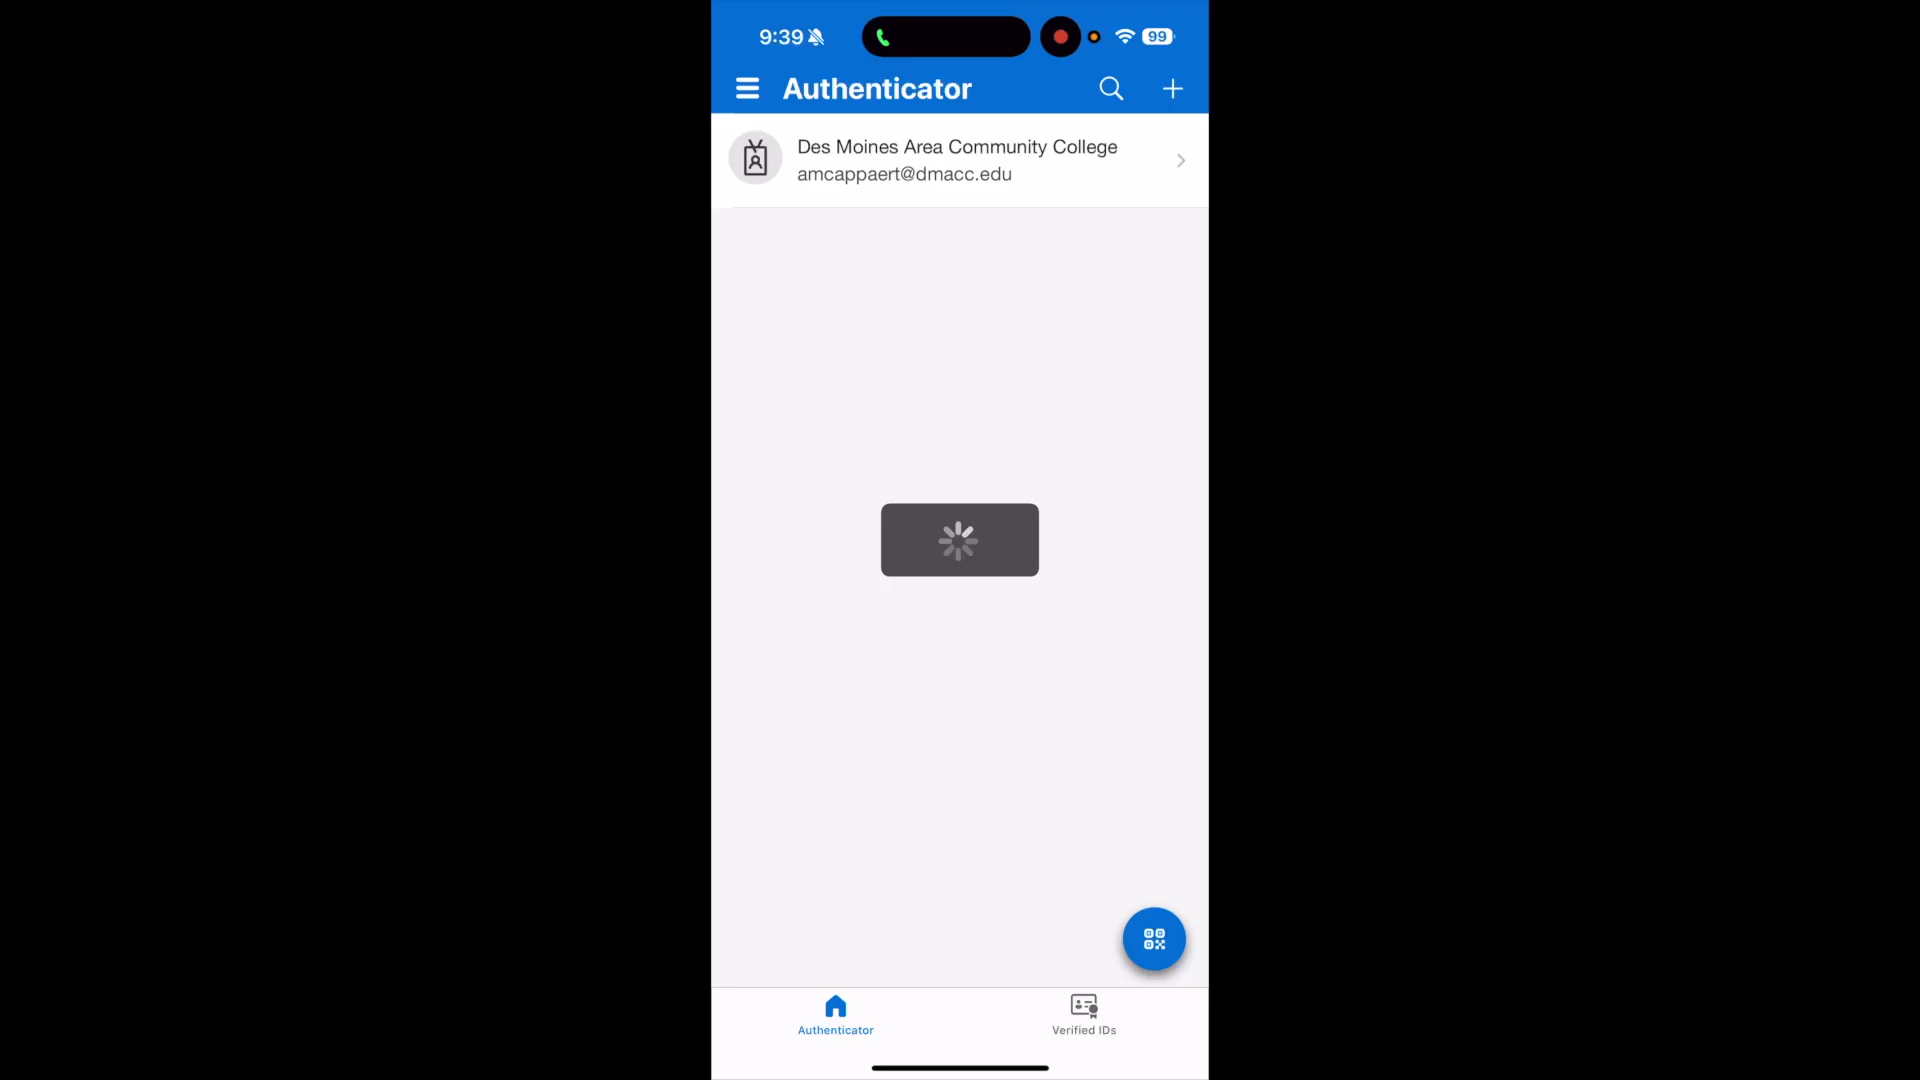 9:39
99
Authenticator
Des Moines Area Community College
amcappaert@dmacc.edu
Authenticator
Verified IDs